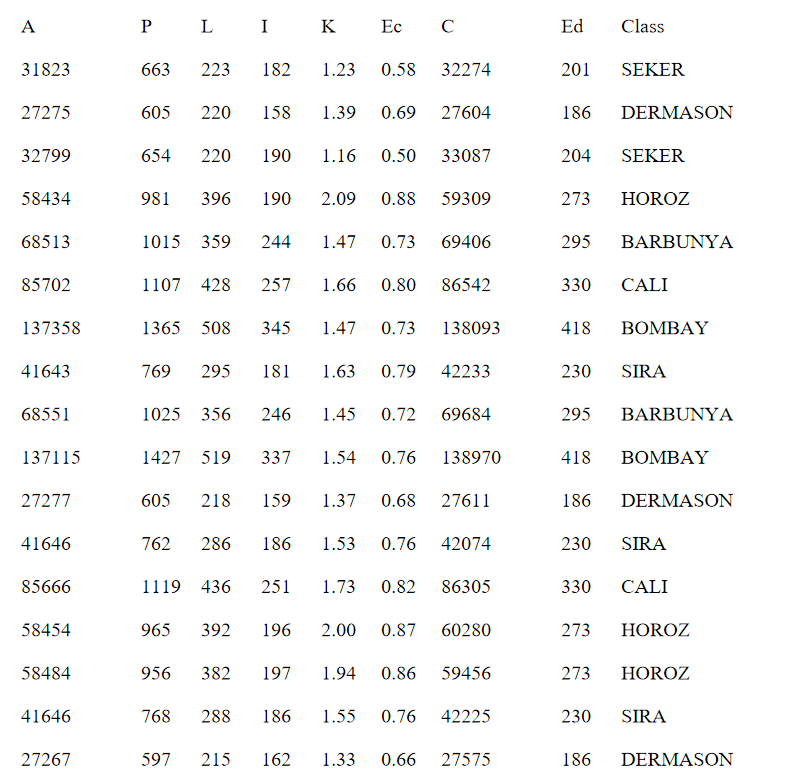 A P L I K Ec C Ed Class
31823 663 223 182 1.23 0.58 32274 201 SEKER
27275 605 220 158 1.39 0.69 27604 186 DERMASON
32799 654 220 190 1.16 0.50 33087 204 SEKER
58434 981 396 190 2.09 0.88 59309 273 HOROZ
68513 1015 359 244 1.47 0.73 69406 295 BARBUNYA
85702 1107 428 257 1.66 0.80 86542 330 CALI
137358 1365 508 345 1.47 0.73 138093 418 BOMBAY
41643 769 295 181 1.63 0.79 42233 230 SIRA
68551 1025 356 246 1.45 0.72 69684 295 BARBUNYA
137115 1427 519 337 1.54 0.76 138970 418 BOMBAY
27277 605 218 159 1.37 0.68 27611 186 DERMASON
41646 762 286 186 1.53 0.76 42074 230 SIRA
85666 1119 436 251 1.73 0.82 86305 330 CALI
58454 965 392 196 2.00 0.87 60280 273 HOROZ
58484 956 382 197 1.94 0.86 59456 273 HOROZ
41646 768 288 186 1.55 0.76 42225 230 SIRA
27267 597 215 162 1.33 0.66 27575 186 DERMASON